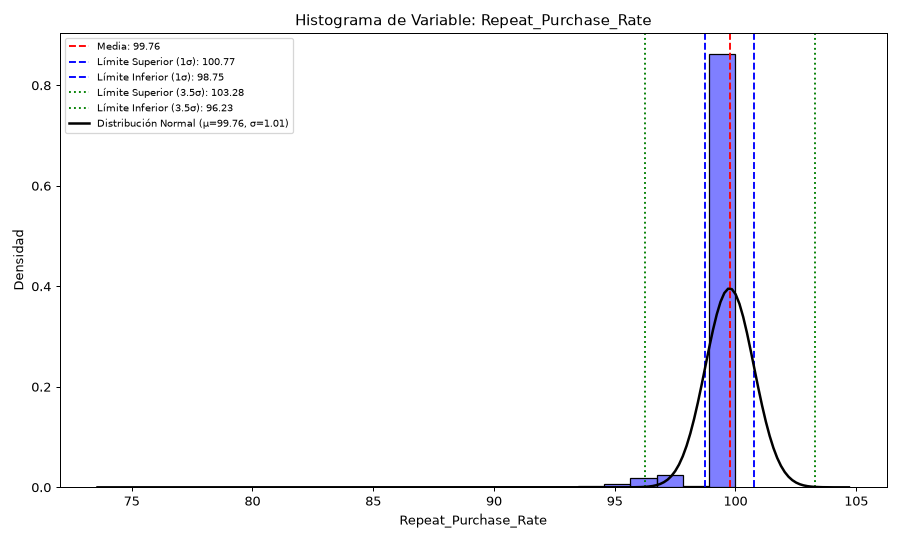 Histograma de Variable: Repeat_Purchase_Rate
Media: 99.76
Límite Superior (1σ): 100.77
Límite Inferior (1σ): 98.75
Límite Superior (3.5σ): 103.28
Límite Inferior (3.5σ): 96.23
Distribución Normal (μ=99.76, σ=1.01)
Densidad
0.8
0.6
0.4
0.2
0.0
75 80 85 90 95 100 105
Repeat_Purchase_Rate